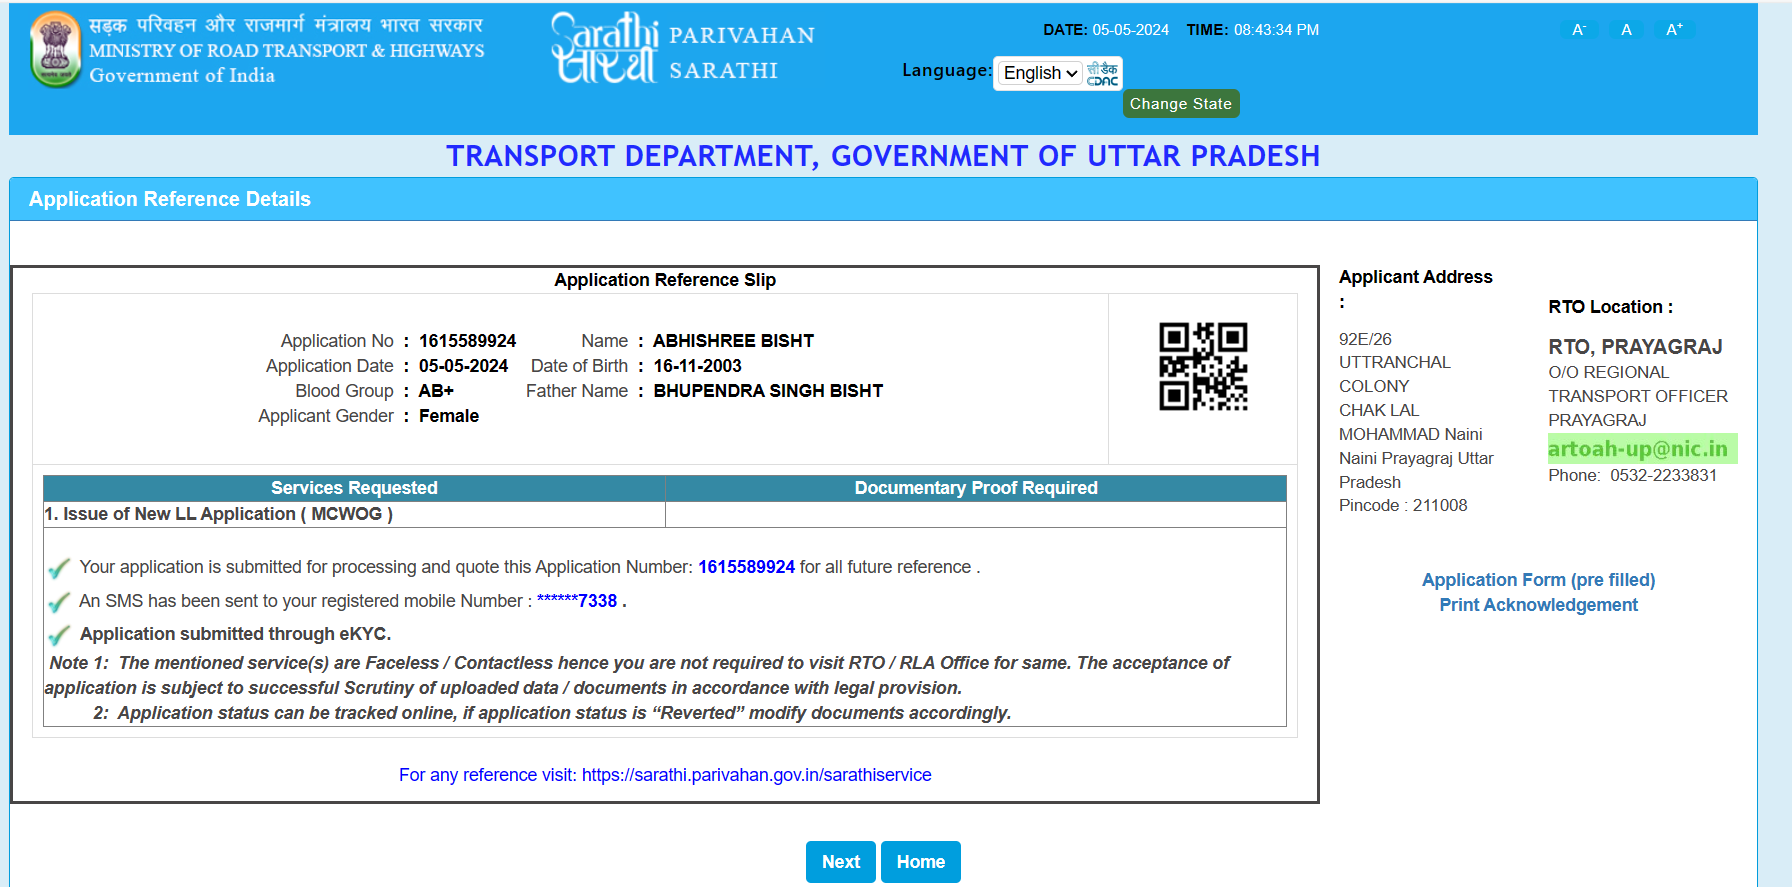 सड़क परिवहन और राजमार्ग मंत्रालय भारत सरकार
MINISTRY OF ROAD TRANSPORT & HIGHWAYS
Government of India
Sarathi
सारथी
PARIVAHAN
SARATHI
DATE: 05-05-2024 TIME: 08:43:34 PM
Language: English सी डैक CDAC
Change State
A- A A+
TRANSPORT DEPARTMENT, GOVERNMENT OF UTTAR PRADESH
Application Reference Details
Application Reference Slip
Application No : 1615589924 Name : ABHISHREE BISHT
Application Date : 05-05-2024 Date of Birth : 16-11-2003
Blood Group : AB+ Father Name : BHUPENDRA SINGH BISHT
Applicant Gender : Female
Services Requested Documentary Proof Required
1. Issue of New LL Application ( MCWOG )
Your application is submitted for processing and quote this Application Number: 1615589924 for all future reference .
An SMS has been sent to your registered mobile Number : ******7338 .
Application submitted through eKYC.
Note 1: The mentioned service(s) are Faceless / Contactless hence you are not required to visit RTO / RLA Office for same. The acceptance of
application is subject to successful Scrutiny of uploaded data / documents in accordance with legal provision.
2: Application status can be tracked online, if application status is “Reverted” modify documents accordingly.
For any reference visit: https://sarathi.parivahan.gov.in/sarathiservice
Applicant Address
:
92E/26
UTTRANCHAL
COLONY
CHAK LAL
MOHAMMAD Naini
Naini Prayagraj Uttar
Pradesh
Pincode : 211008
RTO Location :
RTO, PRAYAGRAJ
O/O REGIONAL
TRANSPORT OFFICER
PRAYAGRAJ
artoah-up@nic.in
Phone: 0532-2233831
Application Form (pre filled)
Print Acknowledgement
Next Home